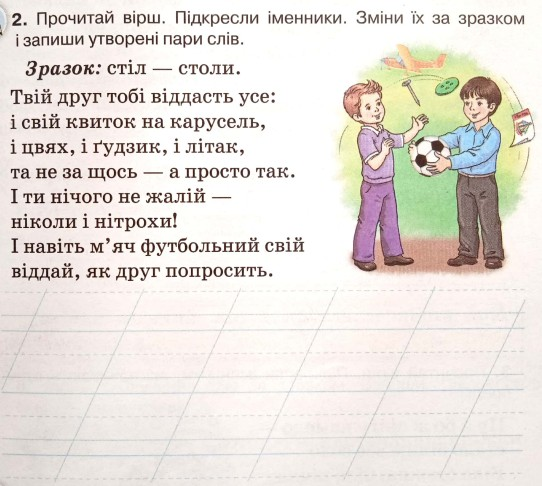 2. Прочитай вірш. Підкресли іменники. Зміни їх за зразком
і запиши утворені пари слів.
Зразок: стіл — столи.
Твій друг тобі віддасть усе:
і свій квиток на карусель,
і цвях, і ґудзик, і літак,
та не за щось — а просто так.
І ти нічого не жалій —
ніколи і нітрохи!
І навіть м’яч футбольний свій
віддай, як друг попросить.